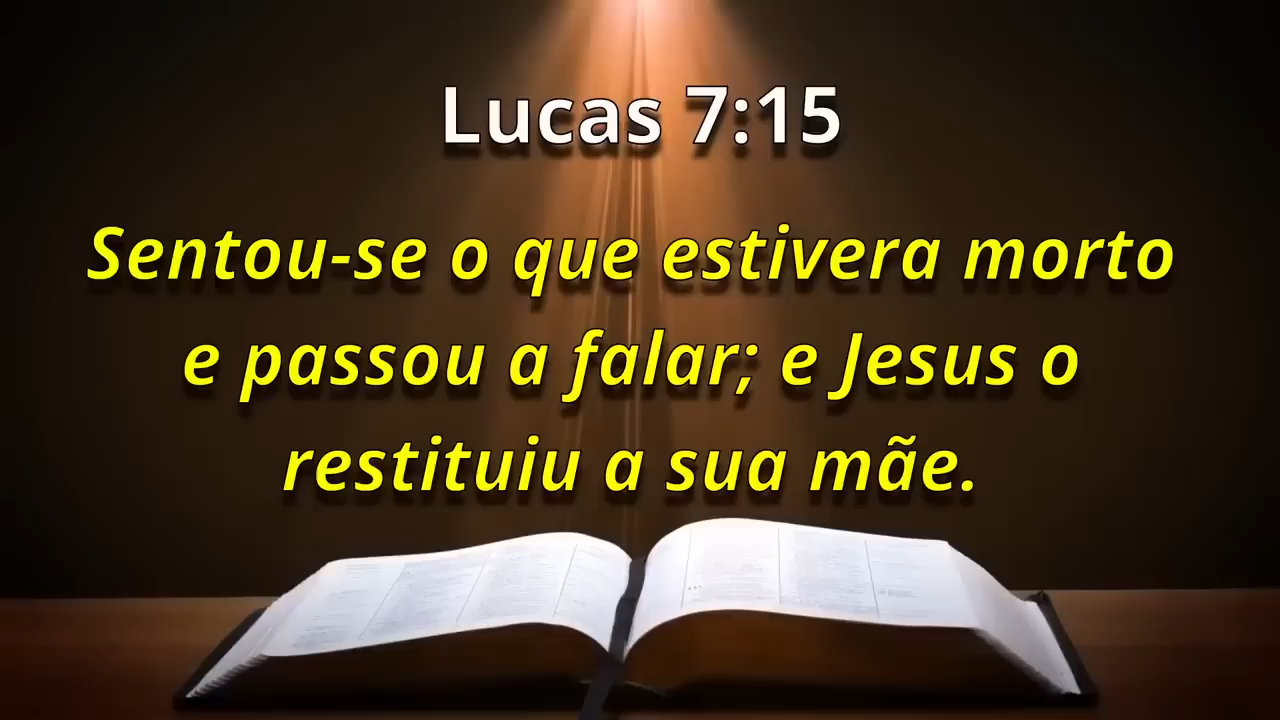 Lucas 7:15
Sentou-se o que estivera morto
e passou a falar; e Jesus o
restituiu a sua mãe.